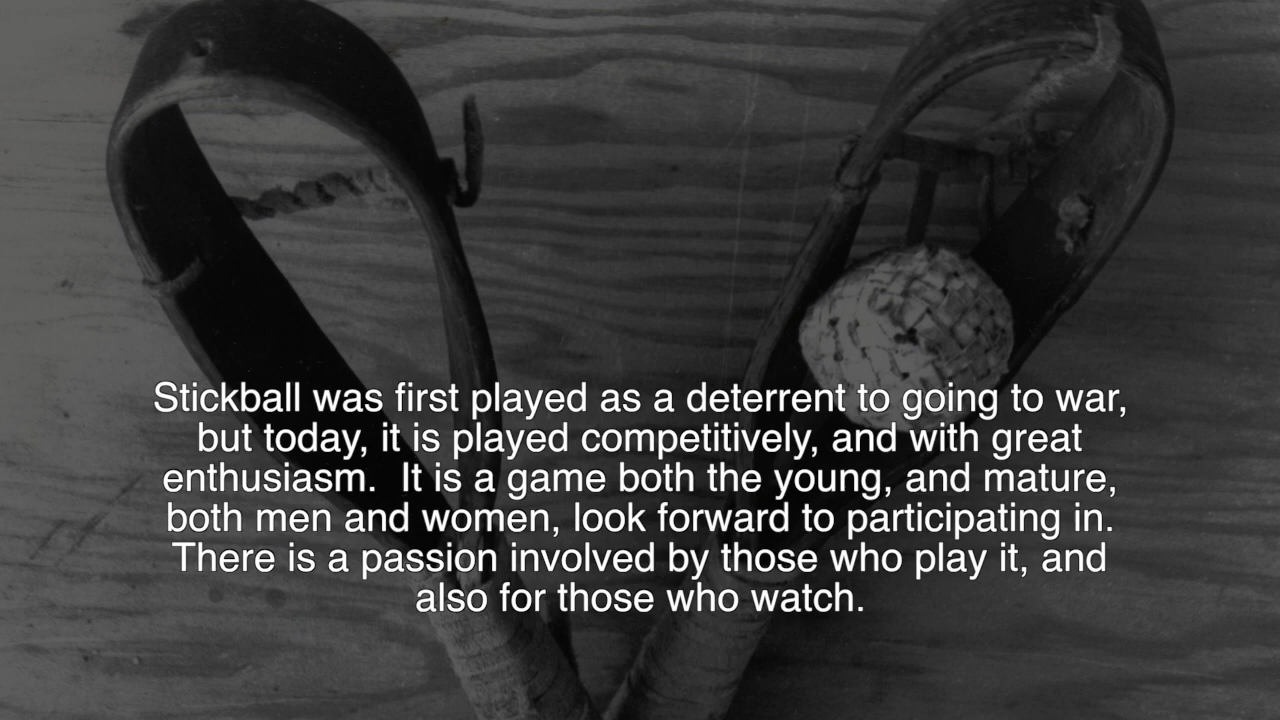 Stickball was first played as a deterrent to going to war,
but today, it is played competitively, and with great
enthusiasm.  It is a game both the young, and mature,
both men and women, look forward to participating in.
There is a passion involved by those who play it, and
also for those who watch.